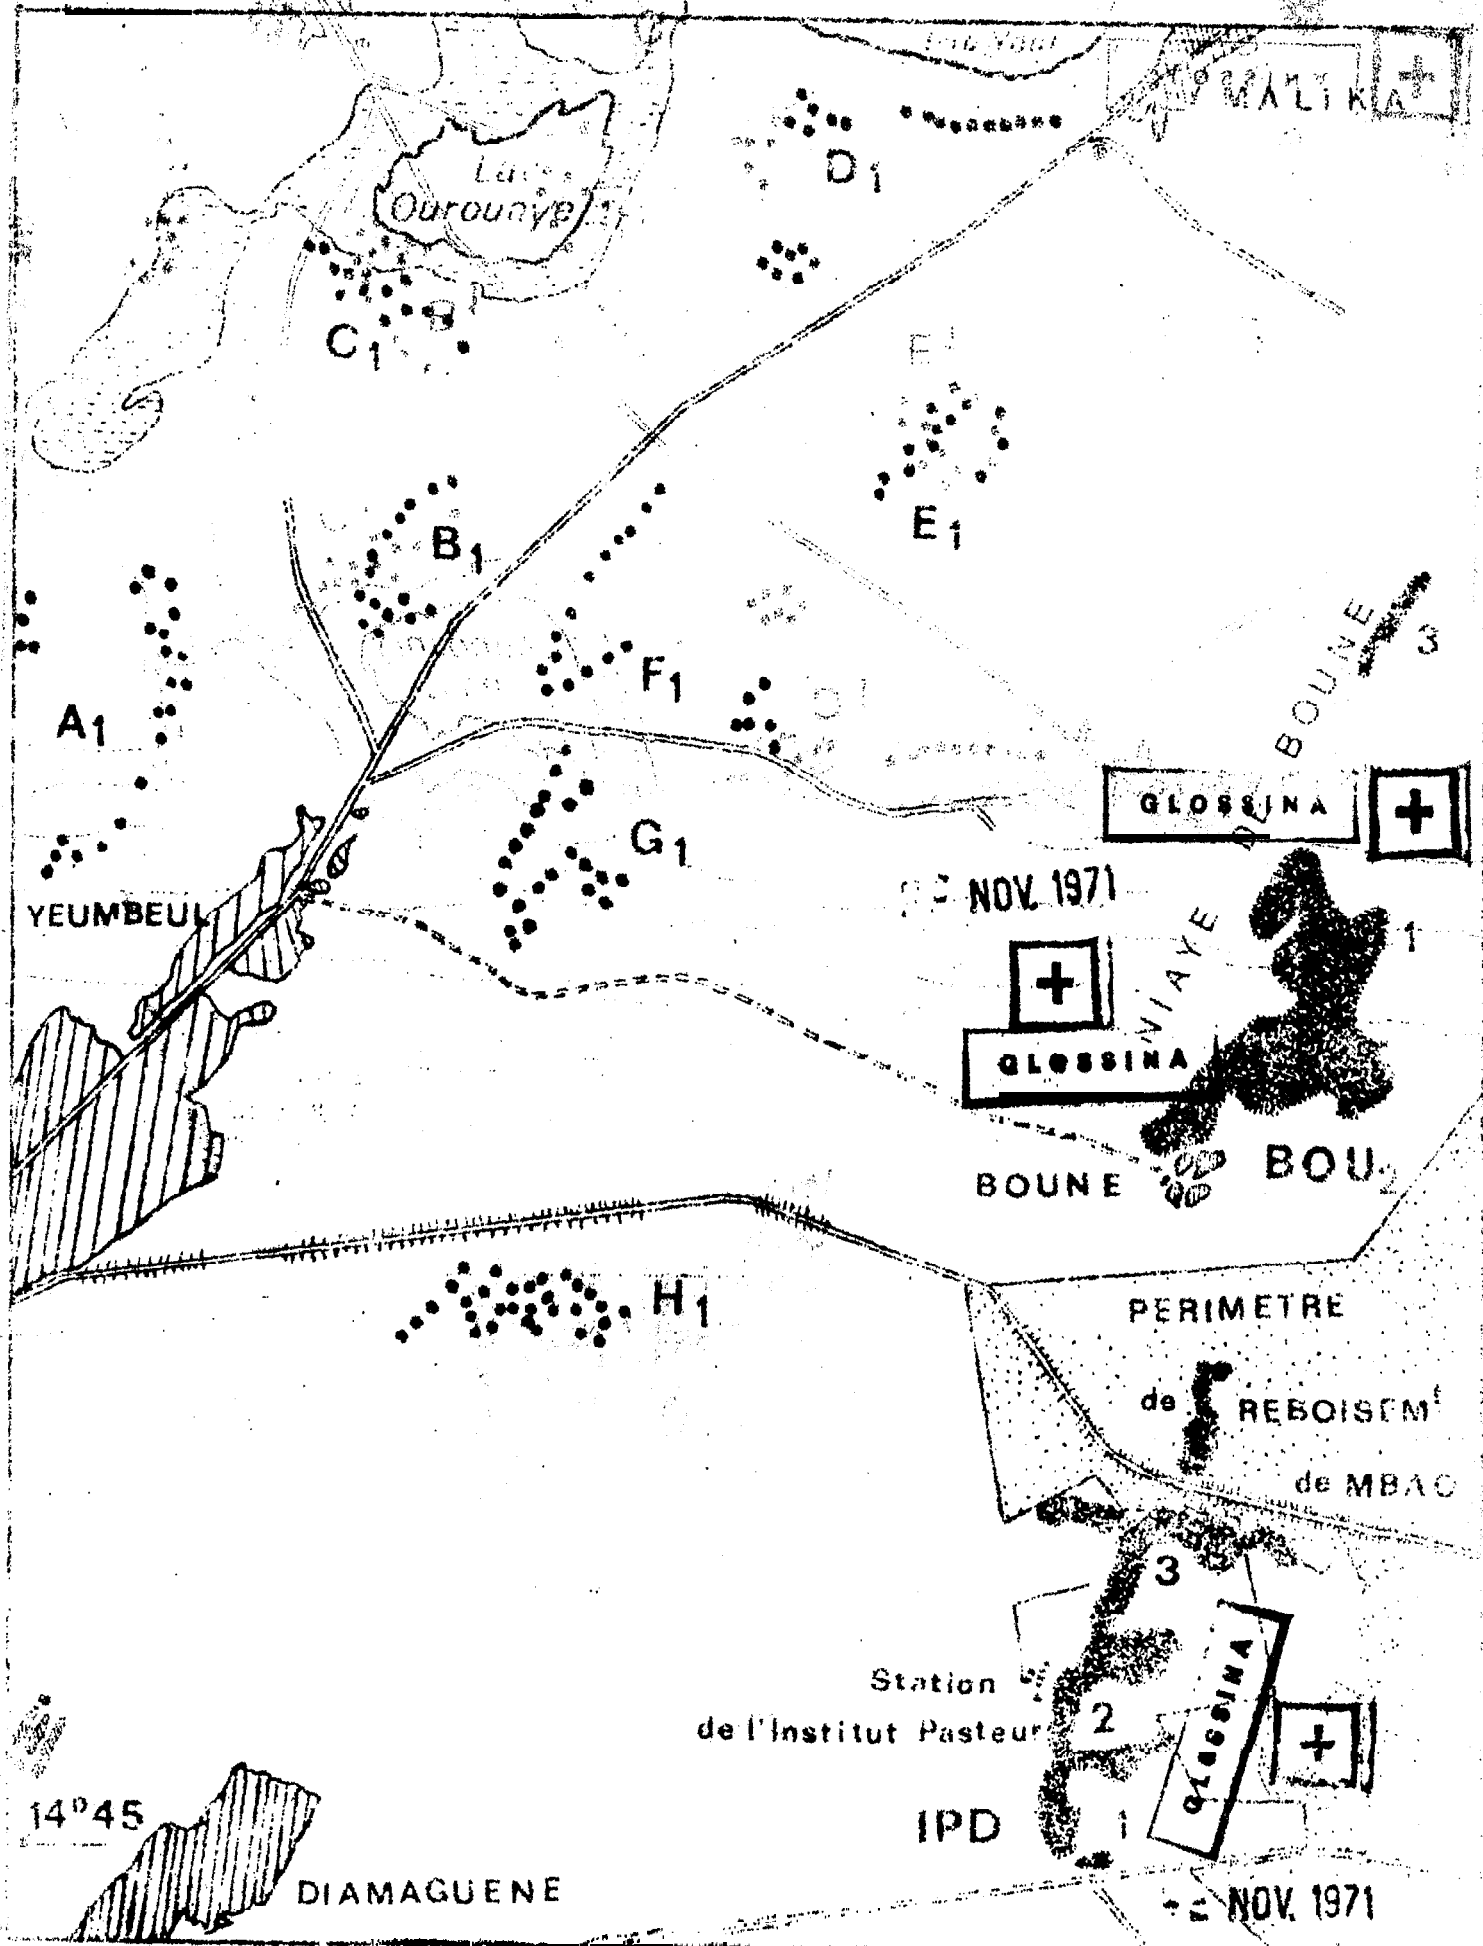 MALIKA
+
Ourounye
D1
C1
E1
B1
3
F1
A1
NIAYE DE BOUNE
GLOSSINA
+
G1
NOV. 1971
YEUMBEUL
1
+
GLOSSINA
BOUNE
BOU
2
H1
PERIMETRE
de REBOISEMt
de MBAO
3
Station
de l'Institut Pasteur
2
GLOSSINA
+
14°45
IPD
1
DIAMAGUENE
NOV. 1971